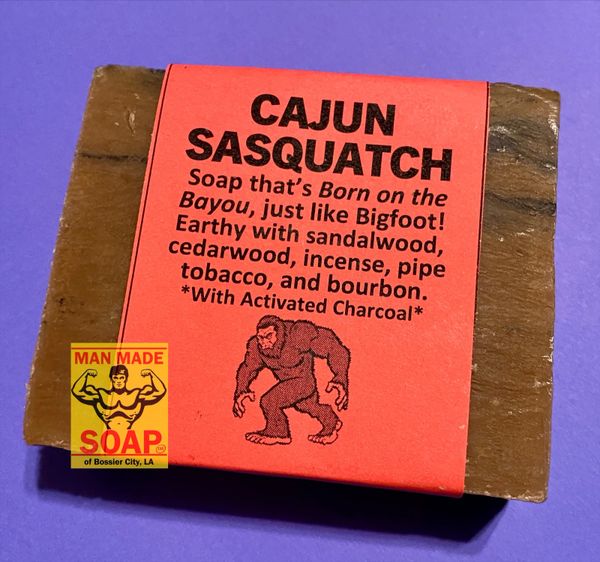 CAJUN
SASQUATCH
Soap that's Born on the
Bayou, just like Bigfoot!
Earthy with sandalwood,
cedarwood, incense, pipe
tobacco, and bourbon.
*With Activated Charcoal*
MAN MADE
SOAP
of Bossier City, LA